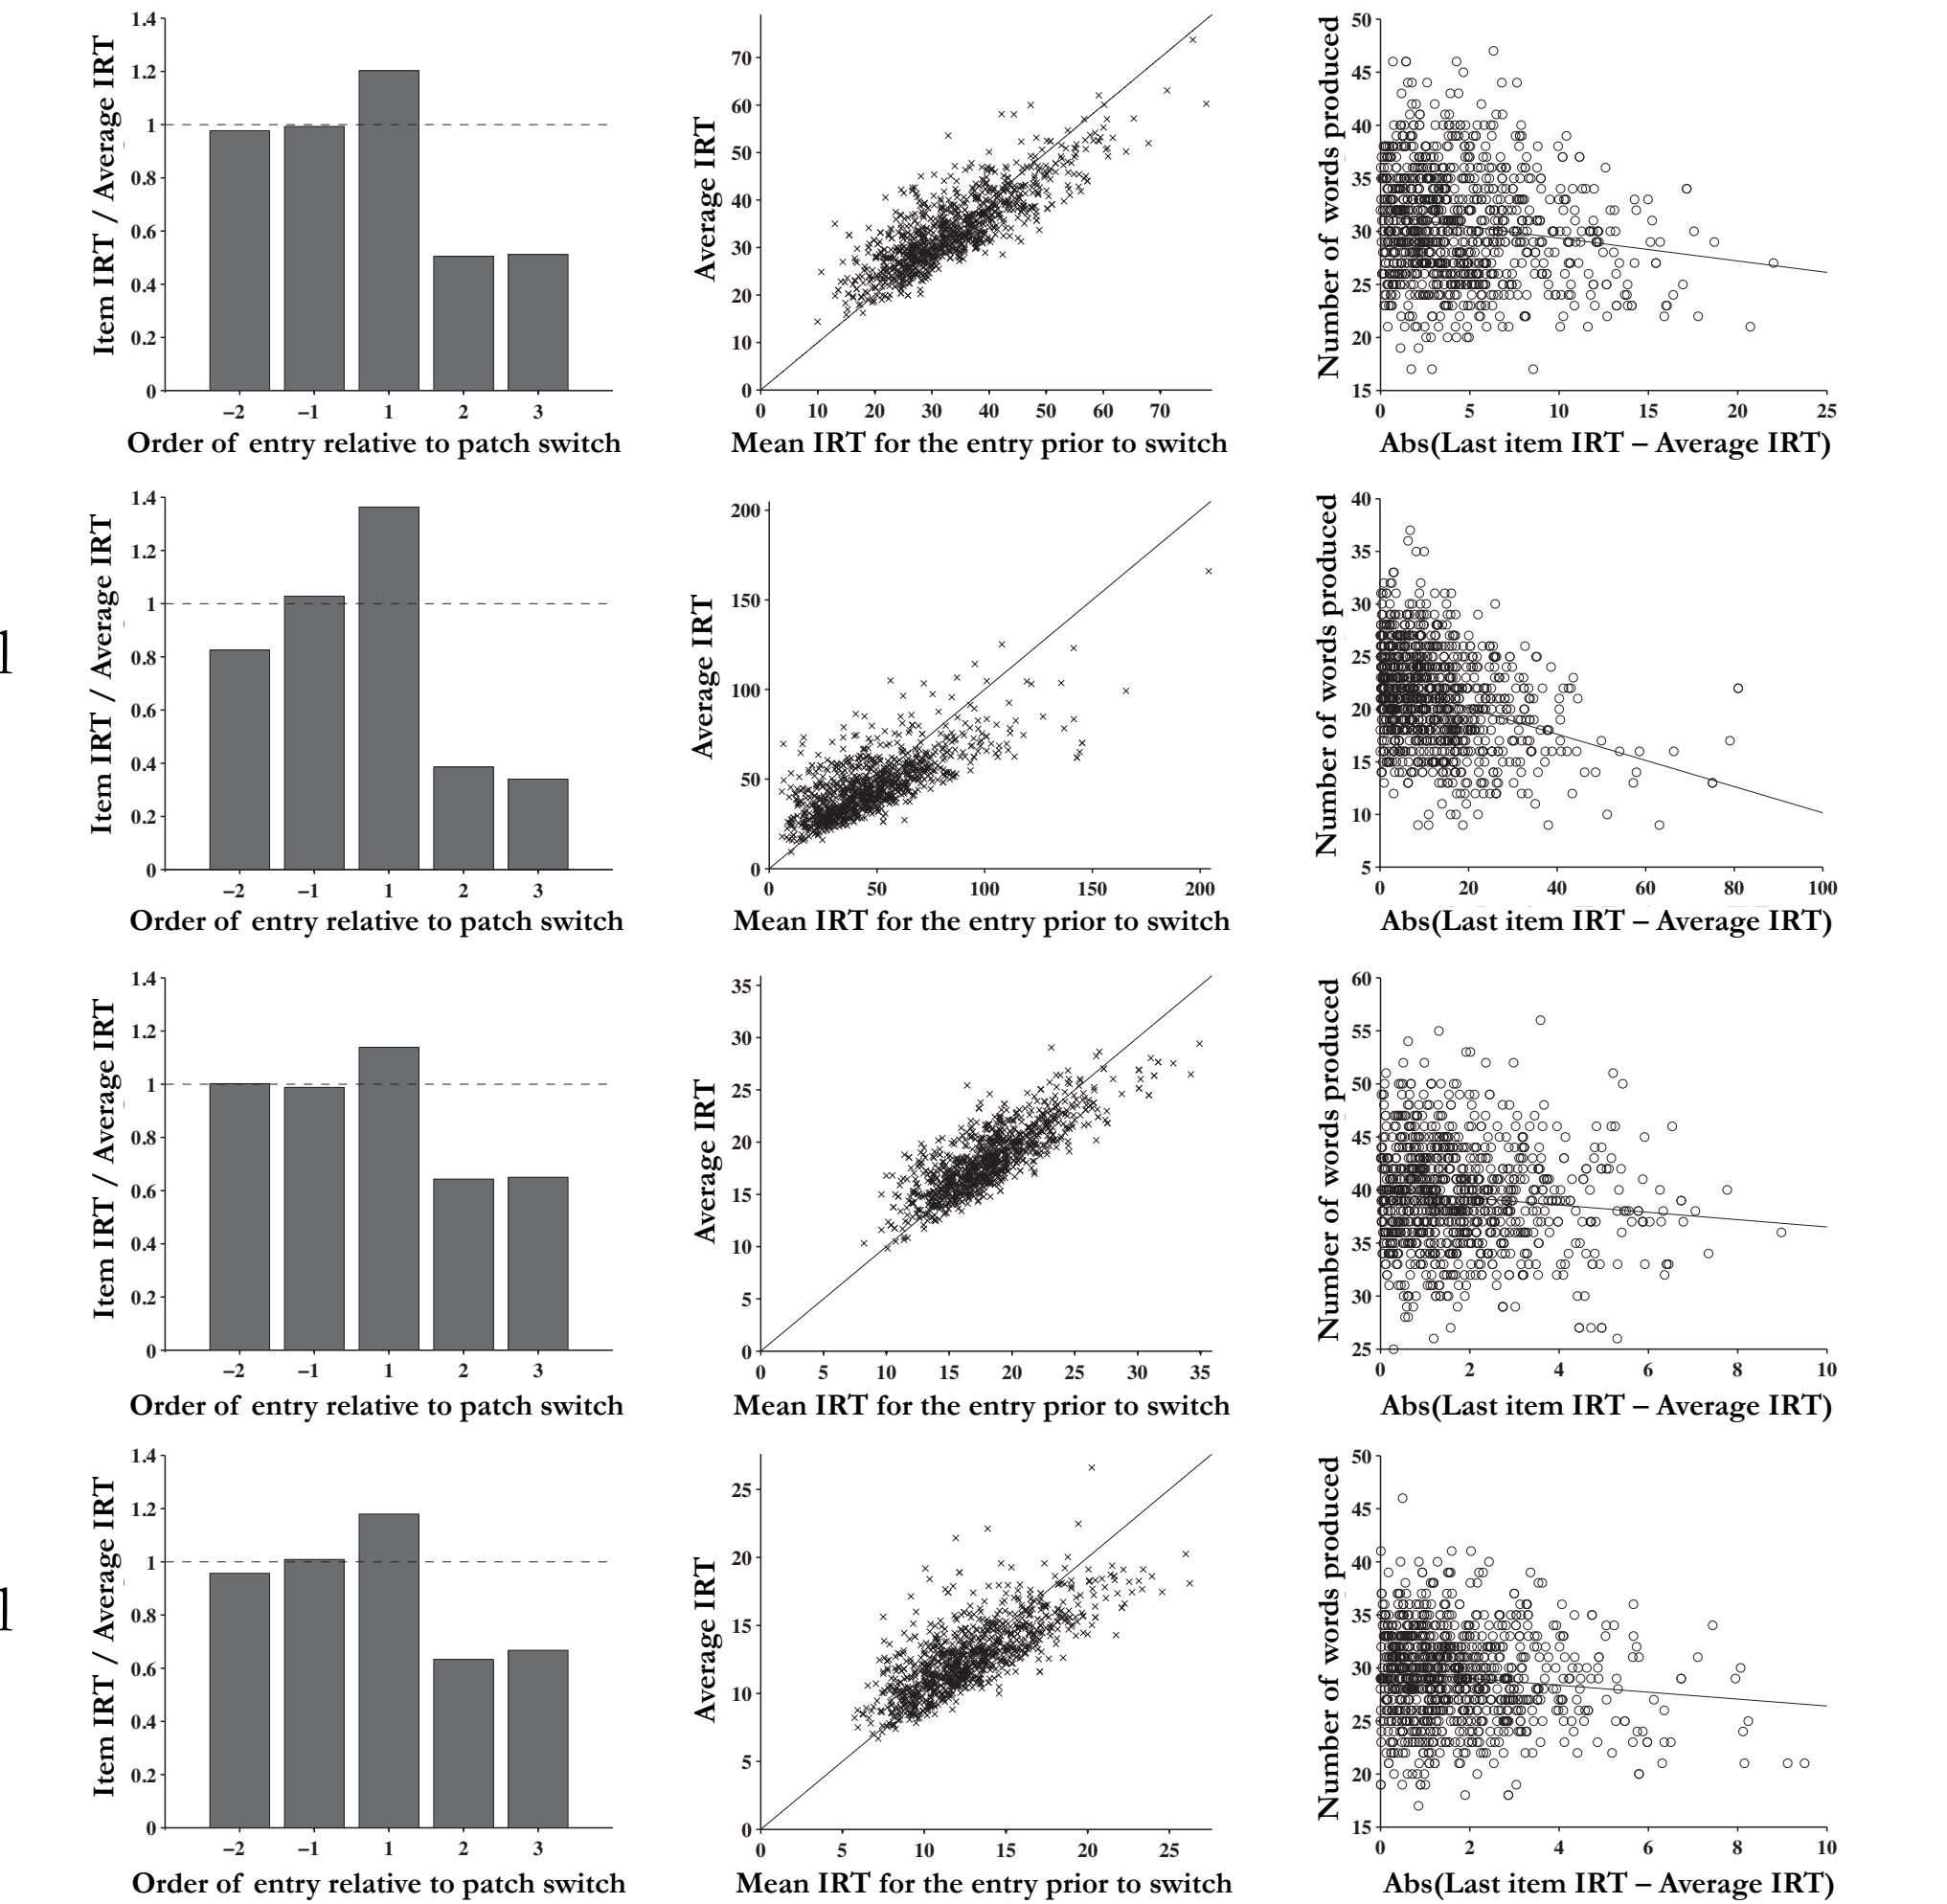 Item IRT / Average IRT
1.4
1.2
1
0.8
0.6
0.4
0.2
0
–2 –1 1 2 3
Order of entry relative to patch switch
Average IRT
70
60
50
40
30
20
10
0
0 10 20 30 40 50 60 70
Mean IRT for the entry prior to switch
Number of words produced
50
45
40
35
30
25
20
15
0 5 10 15 20 25
Abs(Last item IRT – Average IRT)
l
Item IRT / Average IRT
1.4
1.2
1
0.8
0.6
0.4
0.2
0
–2 –1 1 2 3
Order of entry relative to patch switch
Average IRT
200
150
100
50
0
0 50 100 150 200
Mean IRT for the entry prior to switch
Number of words produced
40
35
30
25
20
15
10
5
0 20 40 60 80 100
Abs(Last item IRT – Average IRT)
Item IRT / Average IRT
1.4
1.2
1
0.8
0.6
0.4
0.2
0
–2 –1 1 2 3
Order of entry relative to patch switch
Average IRT
35
30
25
20
15
10
5
0
0 5 10 15 20 25 30 35
Mean IRT for the entry prior to switch
Number of words produced
60
55
50
45
40
35
30
25
0 2 4 6 8 10
Abs(Last item IRT – Average IRT)
l
Item IRT / Average IRT
1.4
1.2
1
0.8
0.6
0.4
0.2
0
–2 –1 1 2 3
Order of entry relative to patch switch
Average IRT
25
20
15
10
5
0
0 5 10 15 20 25
Mean IRT for the entry prior to switch
Number of words produced
50
45
40
35
30
25
20
15
0 2 4 6 8 10
Abs(Last item IRT – Average IRT)